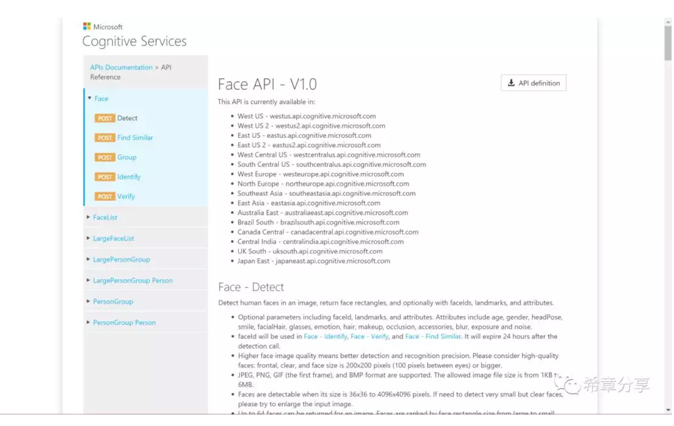 Microsoft
Cognitive Services
APIs Documentation > API
Reference
Face
POST Detect
POST Find Similar
POST Group
POST Identify
POST Verify
FaceList
LargeFaceList
LargePersonGroup
LargePersonGroup Person
PersonGroup
PersonGroup Person
Face API - V1.0
API definition
This API is currently available in:
West US - westus.api.cognitive.microsoft.com
West US 2 - westus2.api.cognitive.microsoft.com
East US - eastus.api.cognitive.microsoft.com
East US 2 - eastus2.api.cognitive.microsoft.com
West Central US - westcentralus.api.cognitive.microsoft.com
South Central US - southcentralus.api.cognitive.microsoft.com
West Europe - westeurope.api.cognitive.microsoft.com
North Europe - northeurope.api.cognitive.microsoft.com
Southeast Asia - southeastasia.api.cognitive.microsoft.com
East Asia - eastasia.api.cognitive.microsoft.com
Australia East - australiaeast.api.cognitive.microsoft.com
Brazil South - brazilsouth.api.cognitive.microsoft.com
Canada Central - canadacentral.api.cognitive.microsoft.com
Central India - centralindia.api.cognitive.microsoft.com
UK South - uksouth.api.cognitive.microsoft.com
Japan East - japaneast.api.cognitive.microsoft.com
Face - Detect
Detect human faces in an image, return face rectangles, and optionally with faceIds, landmarks, and attributes.
Optional parameters including faceId, landmarks, and attributes. Attributes include age, gender, headPose,
smile, facialHair, glasses, emotion, hair, makeup, occlusion, accessories, blur, exposure and noise.
faceId will be used in Face - Identify, Face - Verify, and Face - Find Similar. It will expire 24 hours after the
detection call.
Higher face image quality means better detection and recognition precision. Please consider high-quality
faces: frontal, clear, and face size is 200x200 pixels (100 pixels between eyes) or bigger.
JPEG, PNG, GIF (the first frame), and BMP format are supported. The allowed image file size is from 1KB to
6MB.
Faces are detectable when its size is 36x36 to 4096x4096 pixels. If need to detect very small but clear faces,
please try to enlarge the input image.
Up to 64 faces can be returned for an image. Faces are ranked by face rectangle size from large to small.
希章分享